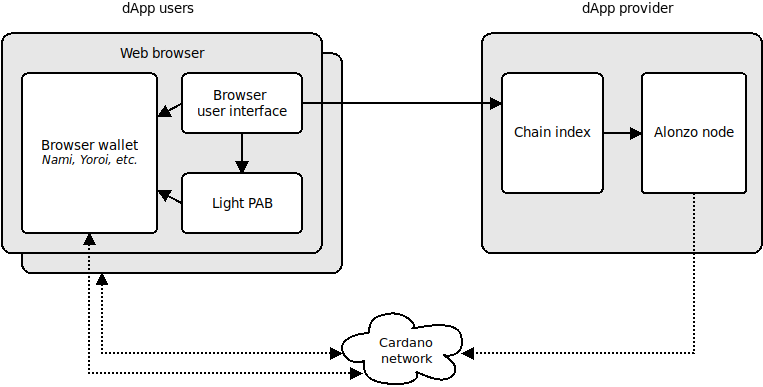 dApp users
dApp provider
Web browser
Browser wallet
Nami, Yoroi, etc.
Browser
user interface
Light PAB
Chain index
Alonzo node
Cardano
network